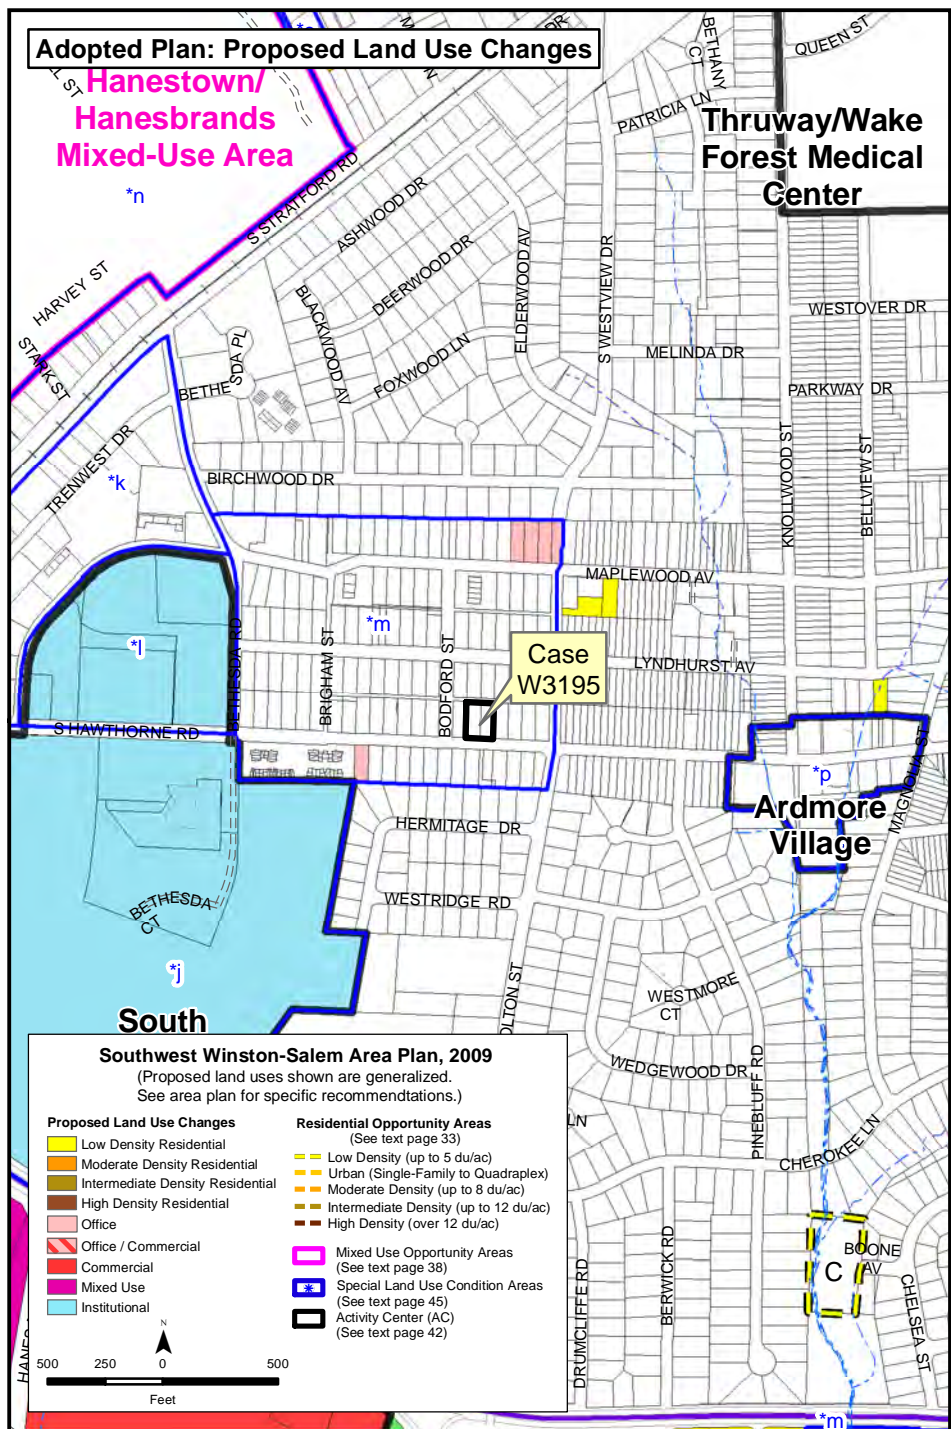 Adopted Plan: Proposed Land Use Changes
Hanestown/
Hanesbrands
Mixed-Use Area
*n
Thruway/Wake
Forest Medical
Center
QUEEN ST
BETHANY
CT
PATRICIA LN
S STRATFORD RD
ASHWOOD DR
DEERWOOD DR
ELDERWOOD AV
S WESTVIEW DR
HARVEY ST
STARK ST
BLACKWOOD AV
FOXWOOD LN
BETHESDA PL
WESTOVER DR
MELINDA DR
PARKWAY DR
KNOLLWOOD ST
BELLVIEW ST
TRENWEST DR
*k
BIRCHWOOD DR
MAPLEWOOD AV
*m
*l
BETHESDA RD
BRIGHAM ST
BODFORD ST
Case
W3195
LYNDHURST AV
S HAWTHORNE RD
*p
MAGNOLIA ST
Ardmore
Village
HERMITAGE DR
WESTRIDGE RD
BETHESDA
CT
*j
South
WESTMORE
CT
OLTON ST
WEDGEWOOD DR
PINEBLUFF RD
LN
CHEROKEE LN
BOONE
AV
C
CHELSEA ST
BERWICK RD
DRUMCLIFFE RD
*m
HANES
Southwest Winston-Salem Area Plan, 2009
(Proposed land uses shown are generalized.
See area plan for specific recommendtations.)
Proposed Land Use Changes
Low Density Residential
Moderate Density Residential
Intermediate Density Residential
High Density Residential
Office
Office / Commercial
Commercial
Mixed Use
Institutional
Residential Opportunity Areas
(See text page 33)
Low Density (up to 5 du/ac)
Urban (Single-Family to Quadraplex)
Moderate Density (up to 8 du/ac)
Intermediate Density (up to 12 du/ac)
High Density (over 12 du/ac)
Mixed Use Opportunity Areas
(See text page 38)
* Special Land Use Condition Areas
(See text page 45)
Activity Center (AC)
(See text page 42)
N
500 250 0 500
Feet